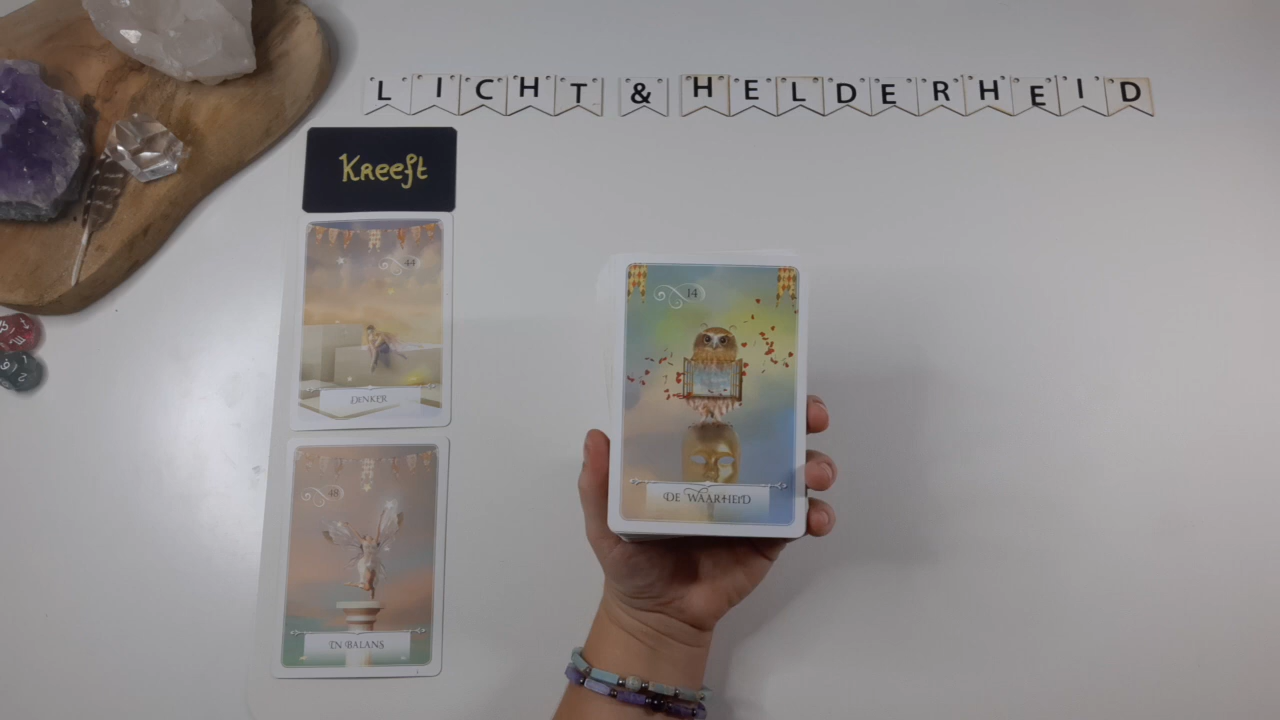 LICHT & HELDERHEID
Kreeft
44
DENKER
48
IN BALANS
14
DE WAARHEID